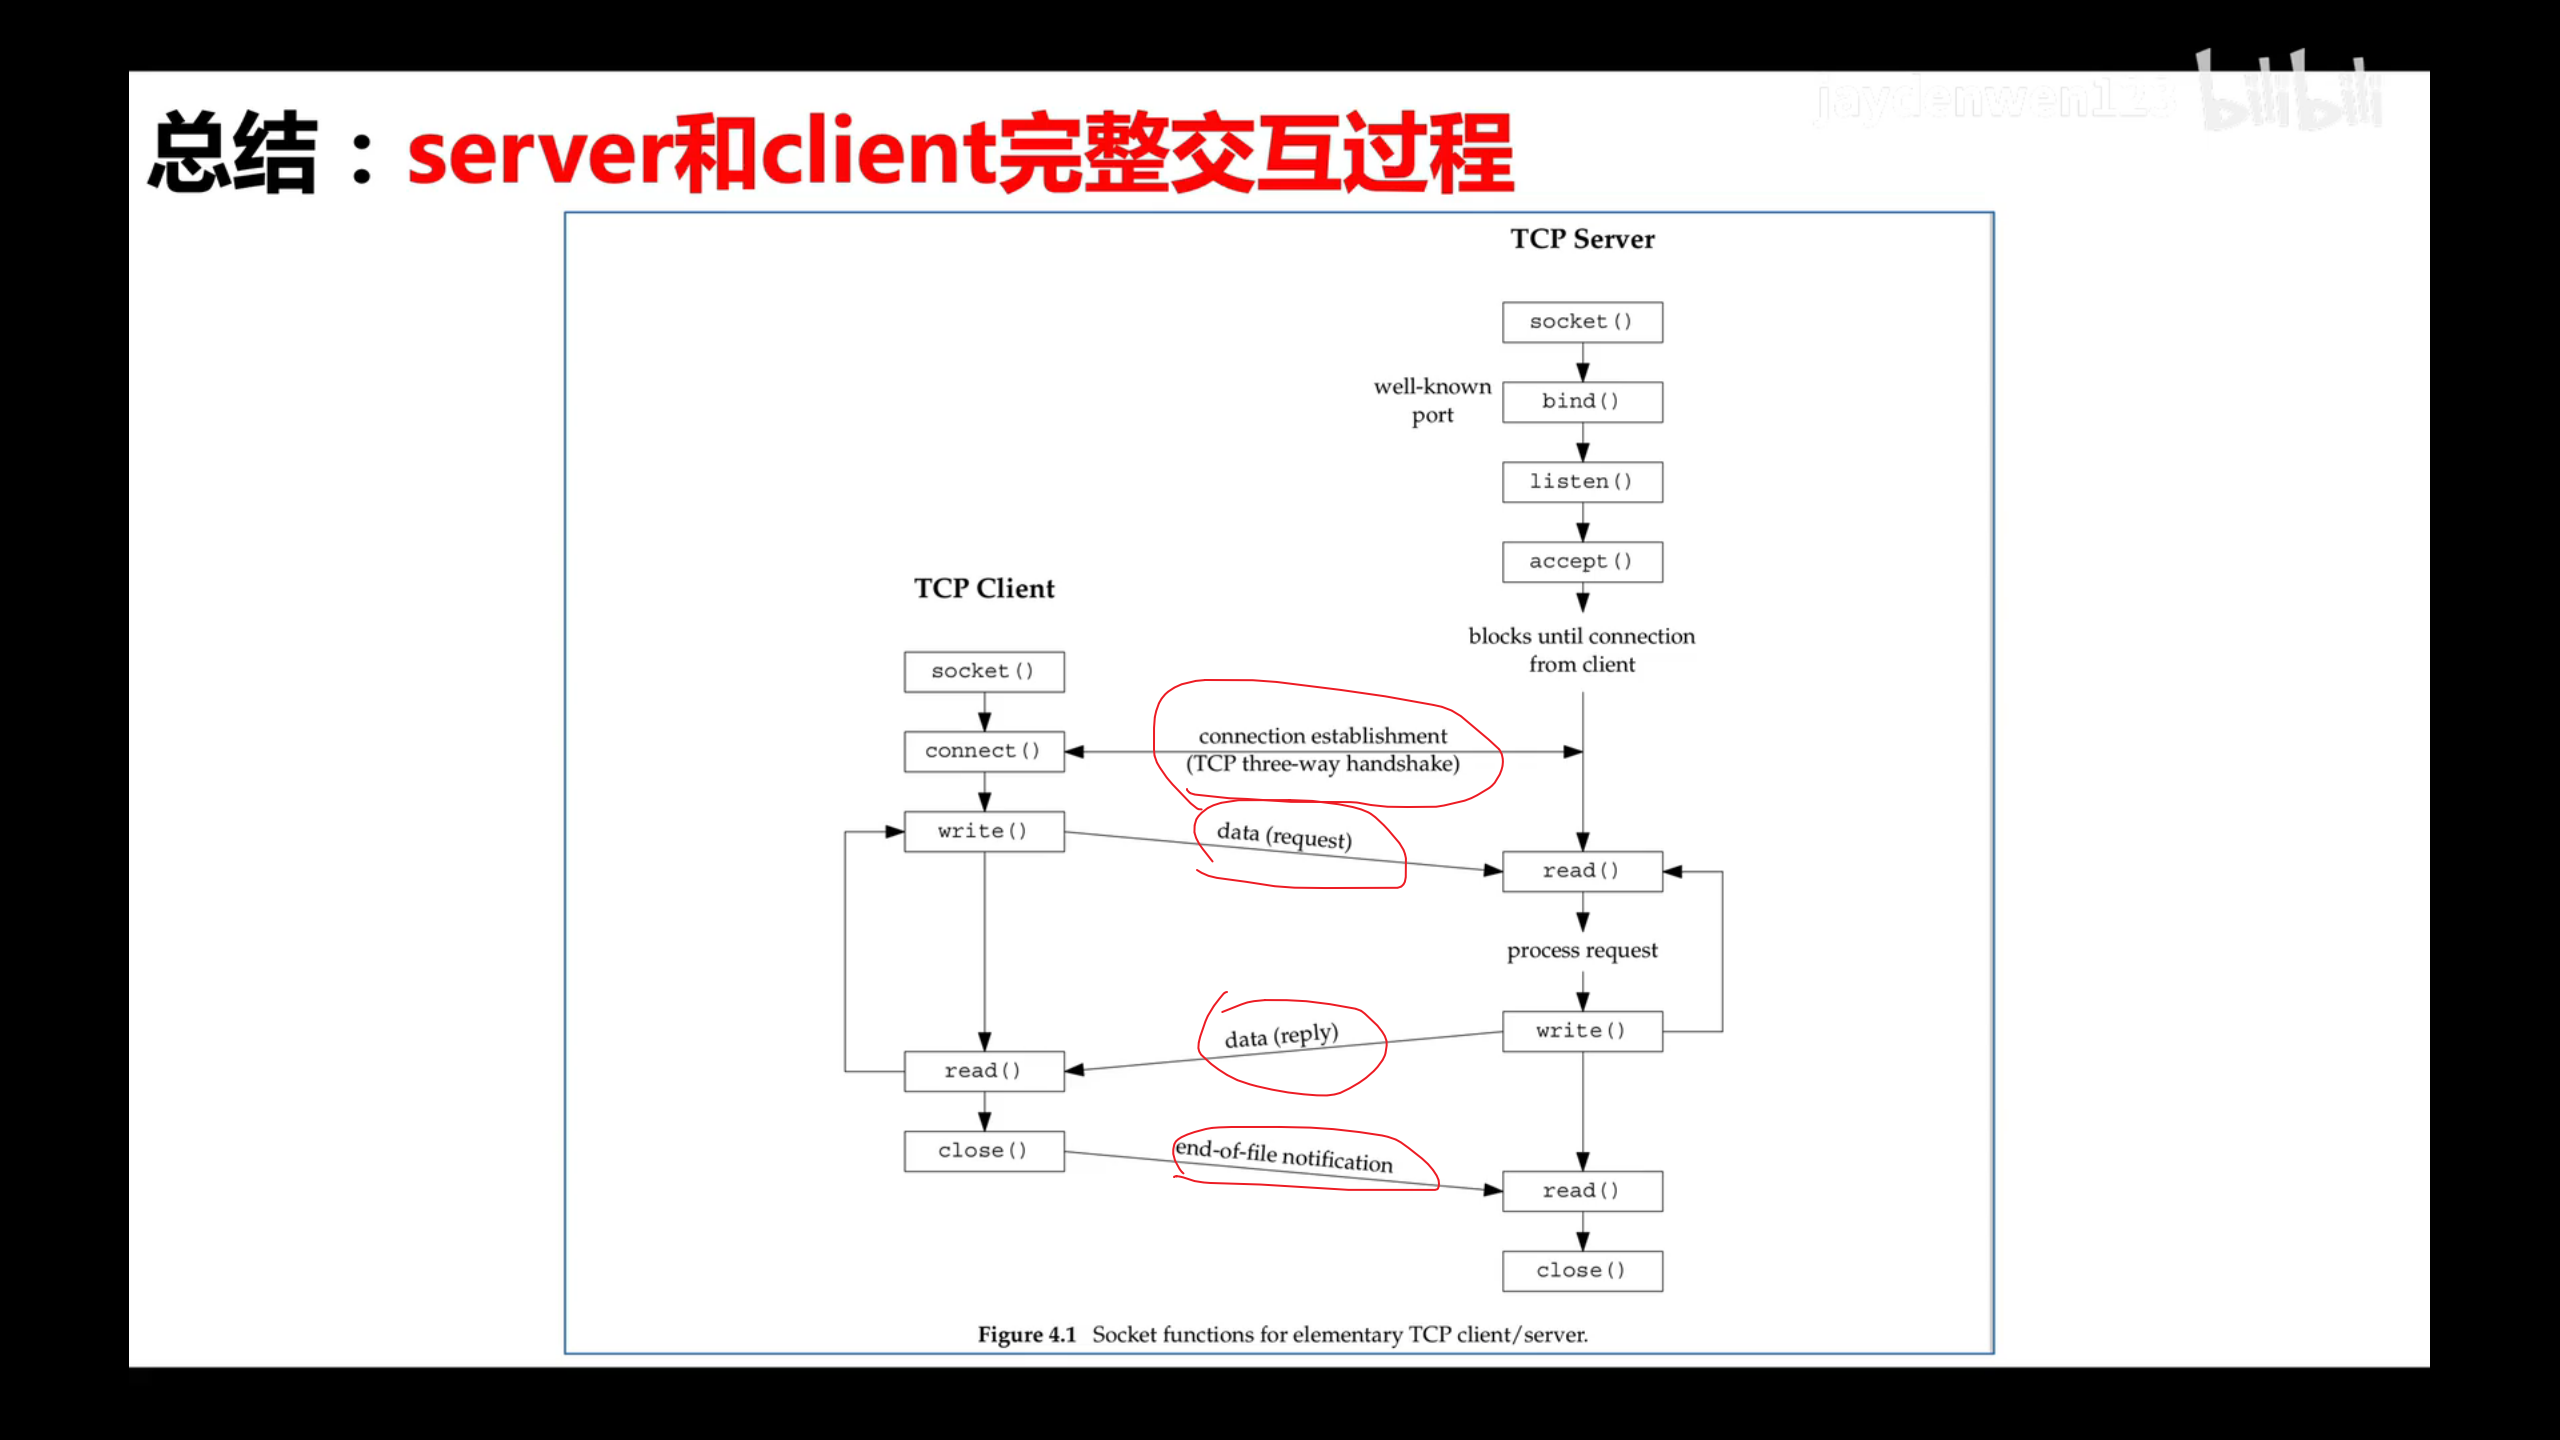 bilibili
总结：server和client完整交互过程
TCP Server
socket()
well-known
port
bind()
listen()
accept()
blocks until connection
from client
TCP Client
socket()
connection establishment
(TCP three-way handshake)
connect()
write()
data (request)
read()
process request
write()
data (reply)
read()
close()
end-of-file notification
read()
close()
Figure 4.1 Socket functions for elementary TCP client/server.